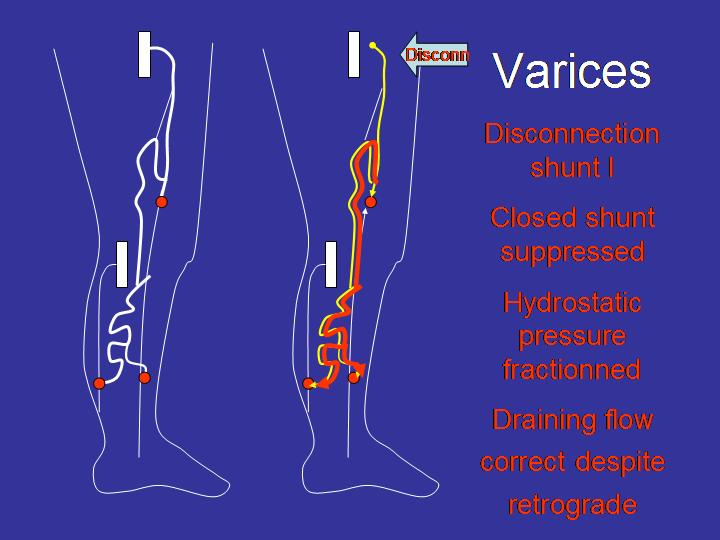 Disconn
Varices
Disconnection
shunt I
Closed shunt
suppressed
Hydrostatic
pressure
fractionned
Draining flow
correct despite
retrograde